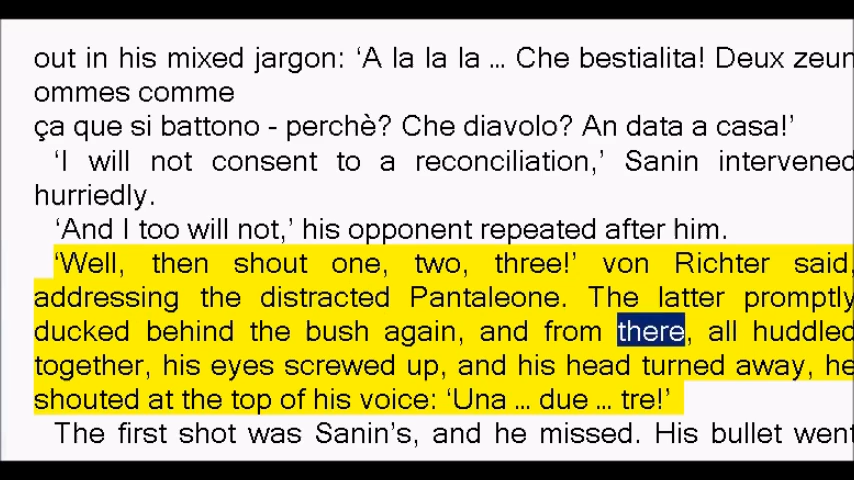 out in his mixed jargon: ‘A la la la ... Che bestialita! Deux zeun
ommes comme
ça que si battono - perchè? Che diavolo? An data a casa!’
‘I will not consent to a reconciliation,’ Sanin intervened
hurriedly.
‘And I too will not,’ his opponent repeated after him.
‘Well, then shout one, two, three!’ von Richter said,
addressing the distracted Pantaleone. The latter promptly
ducked behind the bush again, and from there, all huddled
together, his eyes screwed up, and his head turned away, he
shouted at the top of his voice: ‘Una ... due ... tre!’
The first shot was Sanin’s, and he missed. His bullet went